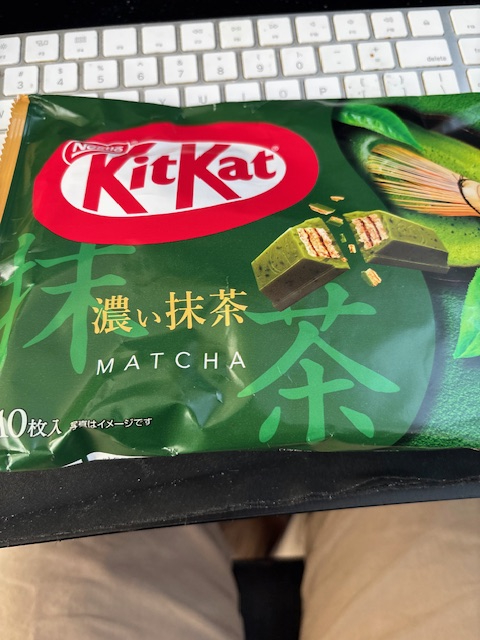 Nestlé
KitKat
抹
濃い抹茶
MATCHA
茶
10枚入 写真はイメージです
delete